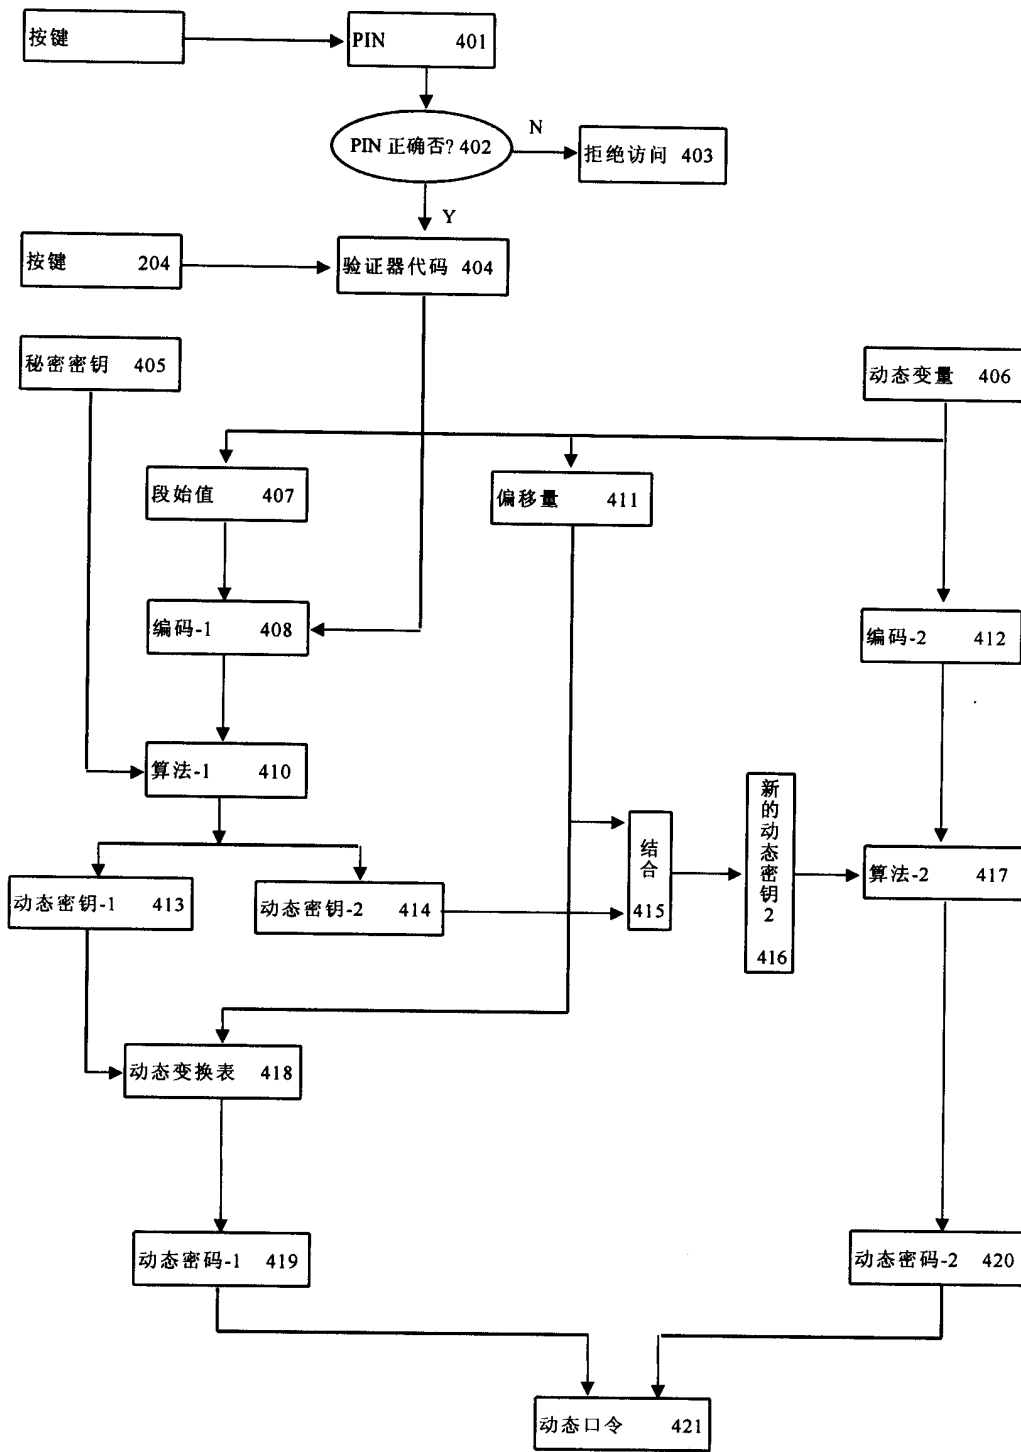 按键
PIN 401
PIN 正确否? 402
N
拒绝访问 403
Y
按键 204
验证器代码 404
秘密密钥 405
动态变量 406
段始值 407
偏移量 411
编码-1 408
编码-2 412
算法-1 410
新的动态密钥2 416
结合 415
算法-2 417
动态密钥-1 413
动态密钥-2 414
动态变换表 418
动态密码-1 419
动态密码-2 420
动态口令 421